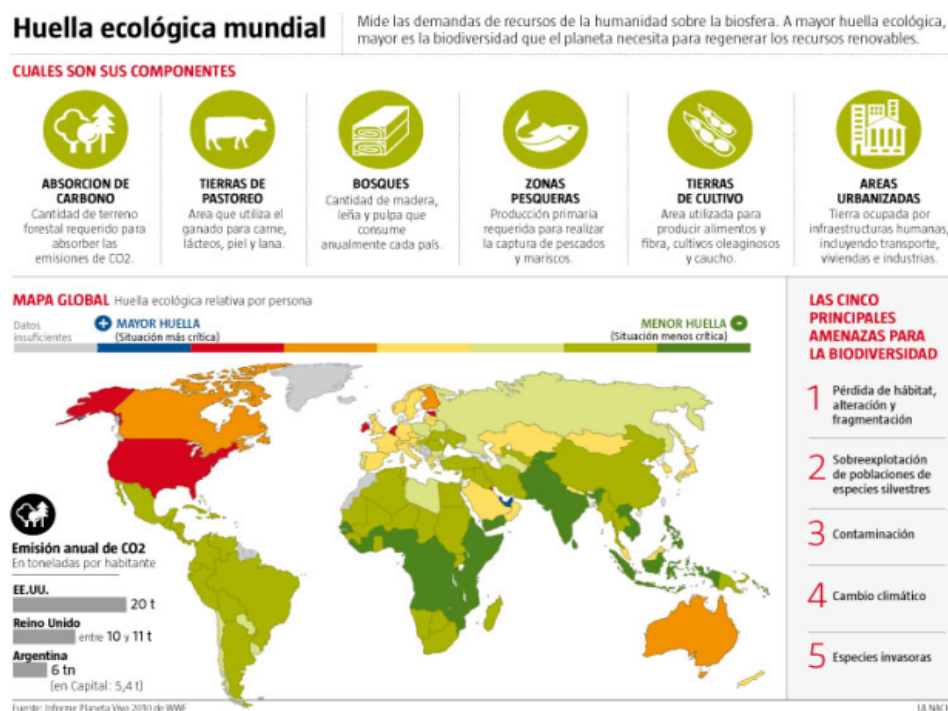 Huella ecológica mundial
Mide las demandas de recursos de la humanidad sobre la biosfera. A mayor huella ecológica,
mayor es la biodiversidad que el planeta necesita para regenerar los recursos renovables.
CUALES SON SUS COMPONENTES
ABSORCION DE
CARBONO
Cantidad de terreno
forestal requerido para
absorber las
emisiones de CO2.
TIERRAS DE
PASTOREO
Area que utiliza el
ganado para carne,
lácteos, piel y lana.
BOSQUES
Cantidad de madera,
leña y pulpa que
consume
anualmente cada país.
ZONAS
PESQUERAS
Producción primaria
requerida para realizar
la captura de pescados
y mariscos.
TIERRAS
DE CULTIVO
Area utilizada para
producir alimentos y
fibra, cultivos oleaginosos
y caucho.
AREAS
URBANIZADAS
Tierra ocupada por
infraestructuras humanas,
incluyendo transporte,
viviendas e industrias.
MAPA GLOBAL Huella ecológica relativa por persona
Datos
insuficientes
+ MAYOR HUELLA
(Situación más crítica)
MENOR HUELLA -
(Situación menos crítica)
Emisión anual de CO2
En toneladas por habitante
EE.UU.
20 t
Reino Unido
entre 10 y 11 t
Argentina
6 tn
(en Capital: 5,4 t)
LAS CINCO
PRINCIPALES
AMENAZAS PARA
LA BIODIVERSIDAD
1 Pérdida de hábitat,
alteración y
fragmentación
2 Sobreexplotación
de poblaciones de
especies silvestres
3 Contaminación
4 Cambio climático
5 Especies invasoras
Fuente: Informe Planeta Vivo 2010 de WWF
LA NAC